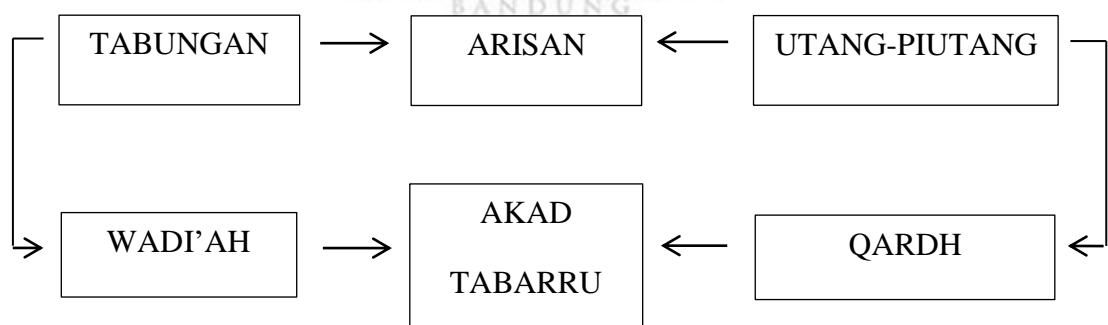 BANDUNG
TABUNGAN
ARISAN
UTANG-PIUTANG
WADI’AH
AKAD
TABARRU
QARDH